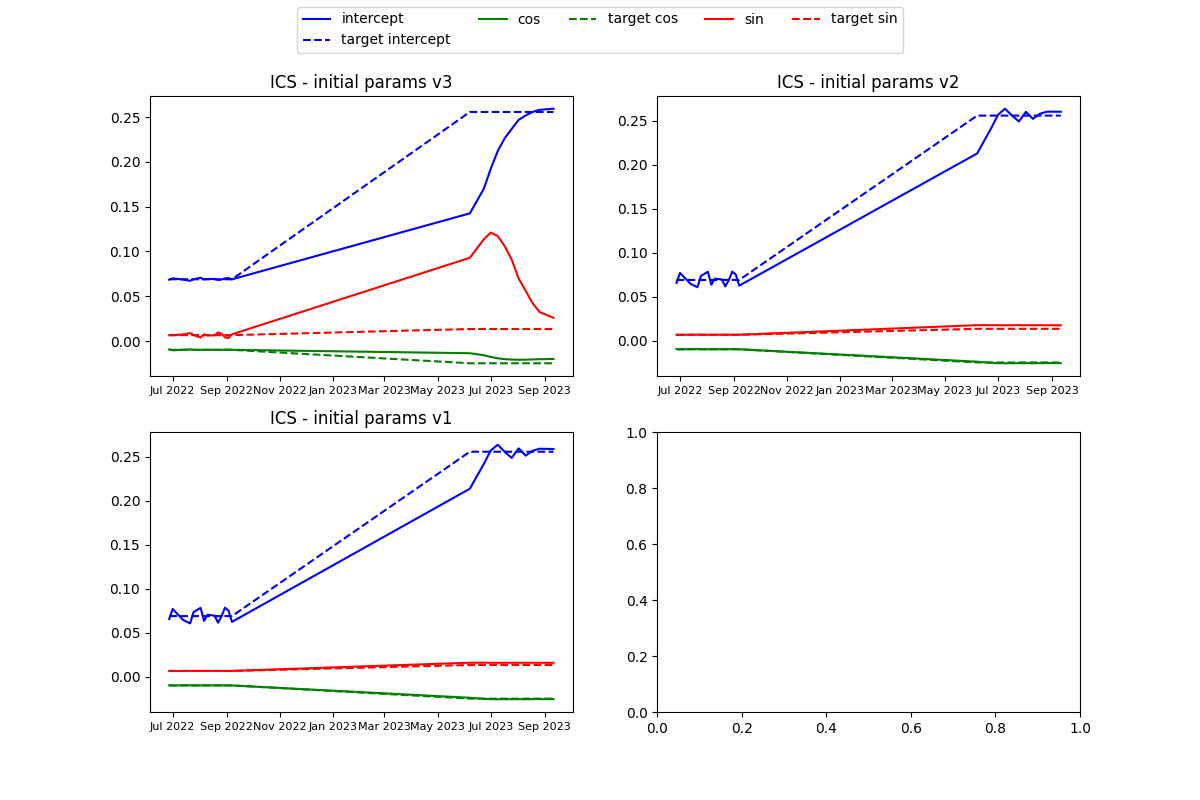 intercept cos target cos sin target sin
target intercept
ICS - initial params v3
0.25
0.20
0.15
0.10
0.05
0.00
Jul 2022 Sep 2022 Nov 2022 Jan 2023 Mar 2023 May 2023 Jul 2023 Sep 2023
ICS - initial params v2
0.25
0.20
0.15
0.10
0.05
0.00
Jul 2022 Sep 2022 Nov 2022 Jan 2023 Mar 2023 May 2023 Jul 2023 Sep 2023
ICS - initial params v1
0.25
0.20
0.15
0.10
0.05
0.00
Jul 2022 Sep 2022 Nov 2022 Jan 2023 Mar 2023 May 2023 Jul 2023 Sep 2023
1.0
0.8
0.6
0.4
0.2
0.0
0.0 0.2 0.4 0.6 0.8 1.0